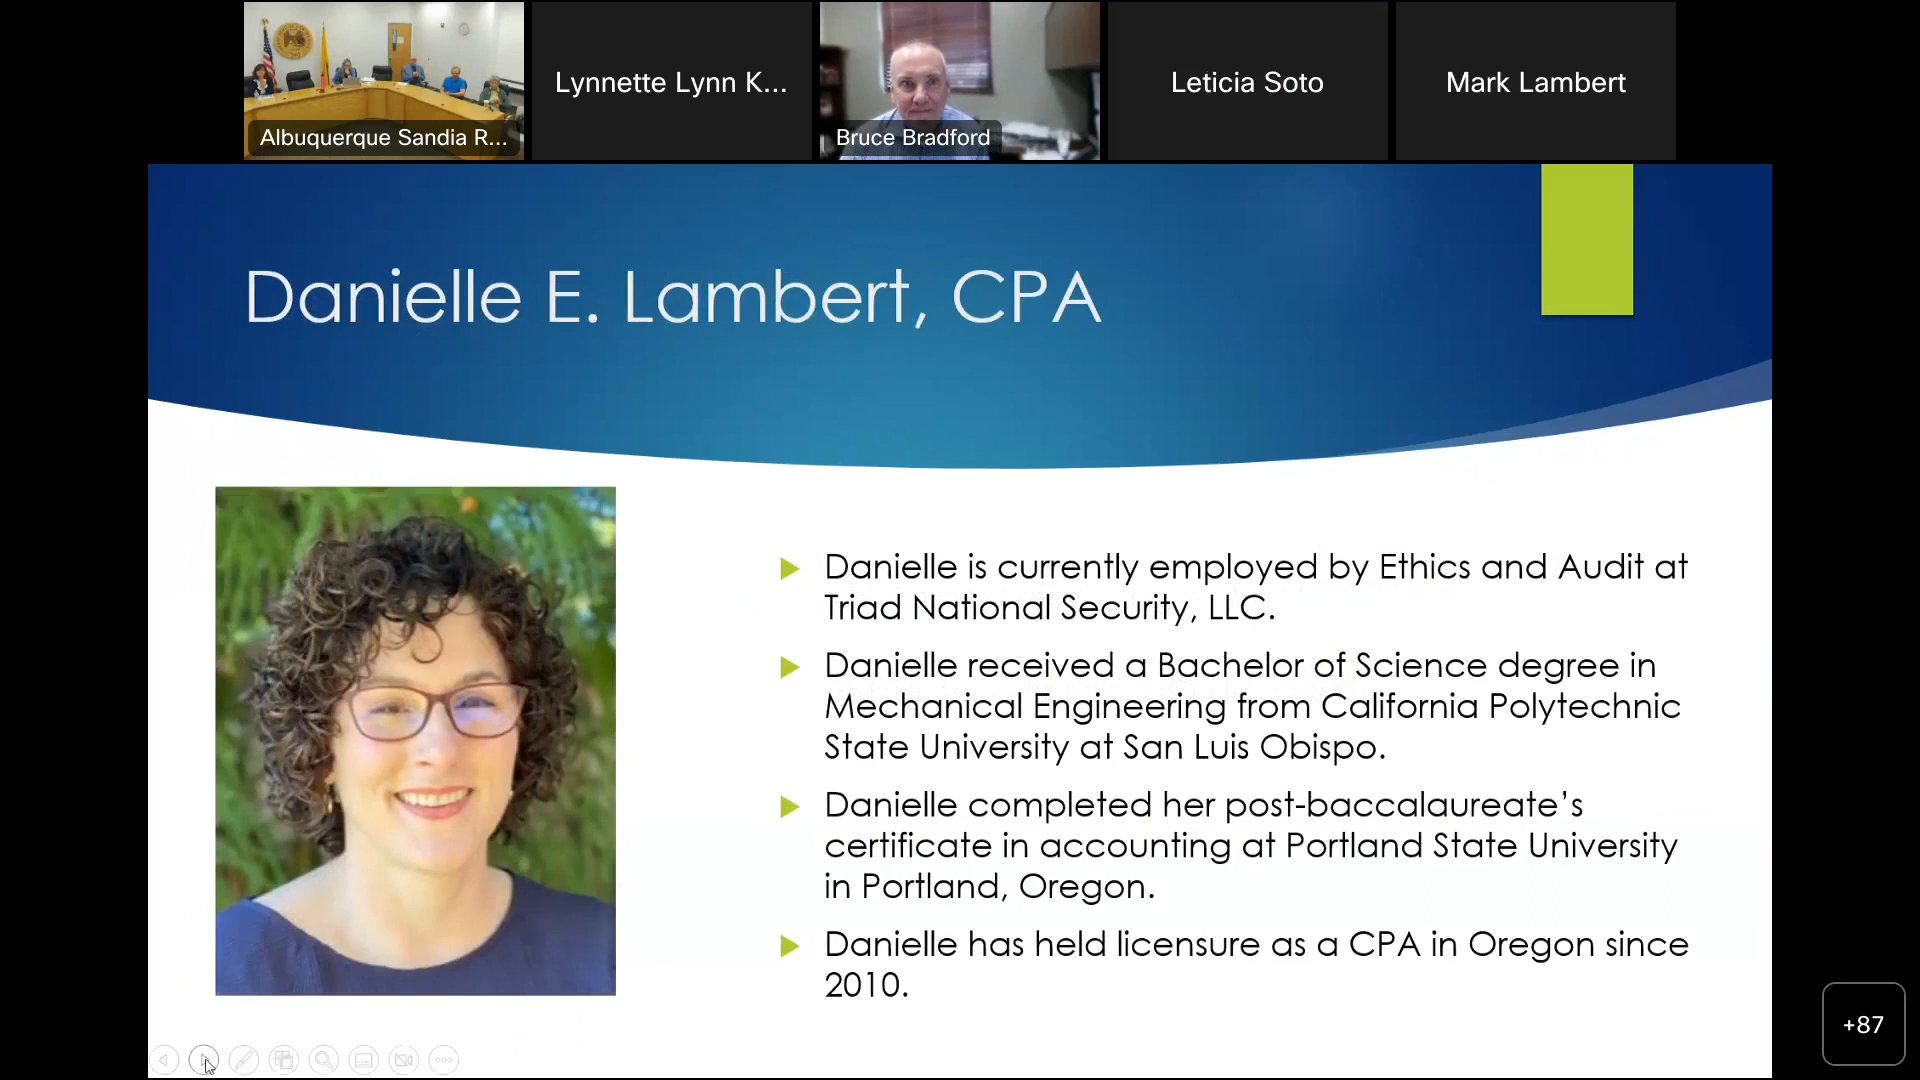 Albuquerque Sandia R...
Lynnette Lynn K...
Bruce Bradford
Leticia Soto
Mark Lambert
Danielle E. Lambert, CPA
Danielle is currently employed by Ethics and Audit at
Triad National Security, LLC.
Danielle received a Bachelor of Science degree in
Mechanical Engineering from California Polytechnic
State University at San Luis Obispo.
Danielle completed her post-baccalaureate’s
certificate in accounting at Portland State University
in Portland, Oregon.
Danielle has held licensure as a CPA in Oregon since
2010.
+87